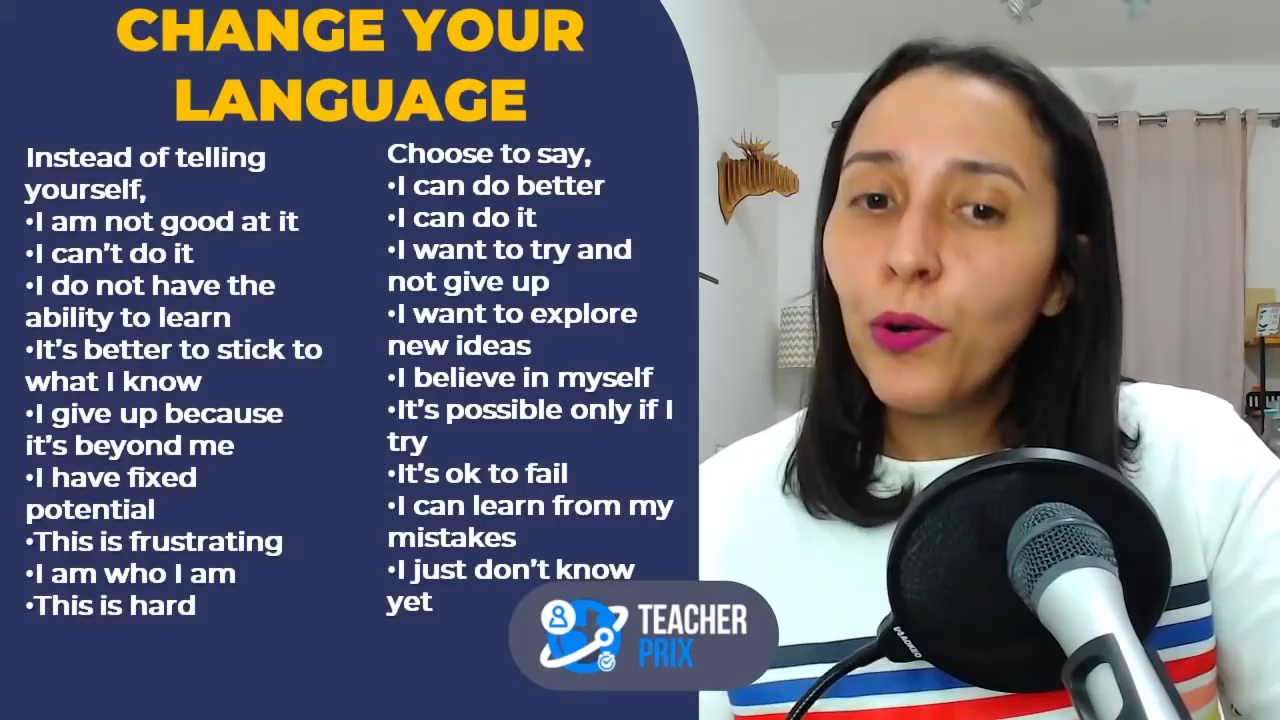 CHANGE YOUR
LANGUAGE
Instead of telling
yourself,
•I am not good at it
•I can't do it
•I do not have the
ability to learn
•It's better to stick to
what I know
•I give up because
it's beyond me
•I have fixed
potential
•This is frustrating
•I am who I am
•This is hard
Choose to say,
•I can do better
•I can do it
•I want to try and
not give up
•I want to explore
new ideas
•I believe in myself
•It's possible only if I
try
•It's ok to fail
•I can learn from my
mistakes
•I just don't know
yet
TEACHER
PRIX